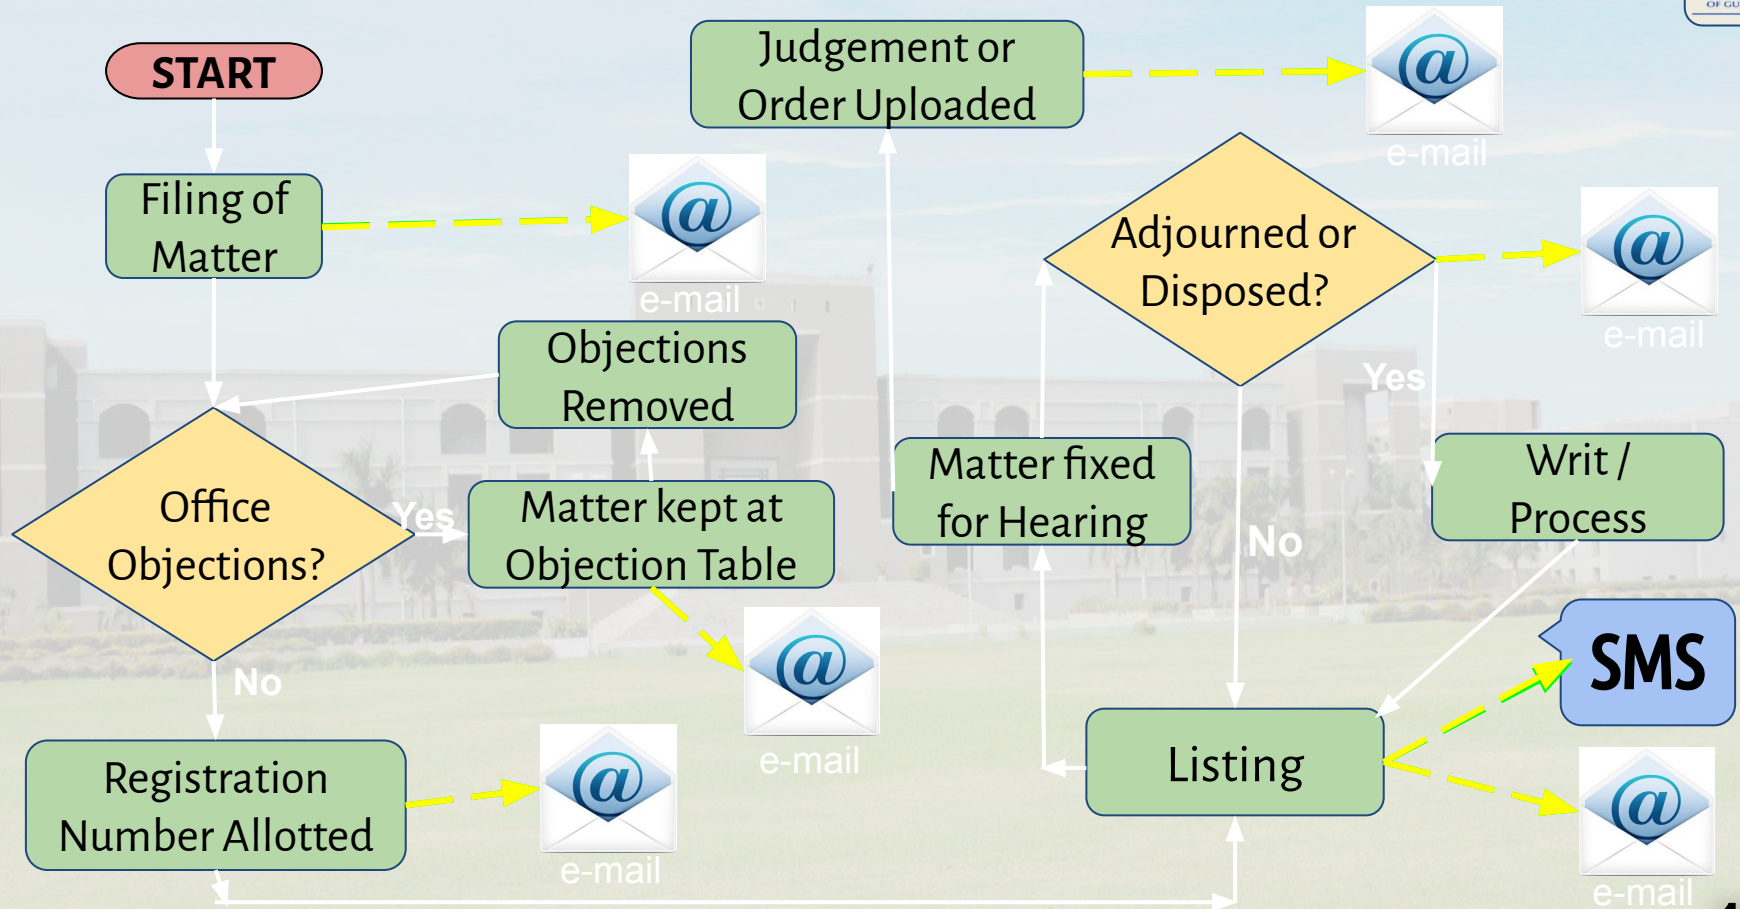 OF GU
START
Filing of
Matter
e-mail
Objections
Removed
Office
Objections?
Yes
Matter kept at
Objection Table
e-mail
No
Registration
Number Allotted
e-mail
Judgement or
Order Uploaded
e-mail
Adjourned or
Disposed?
e-mail
Yes
Matter fixed
for Hearing
No
Writ /
Process
SMS
Listing
e-mail